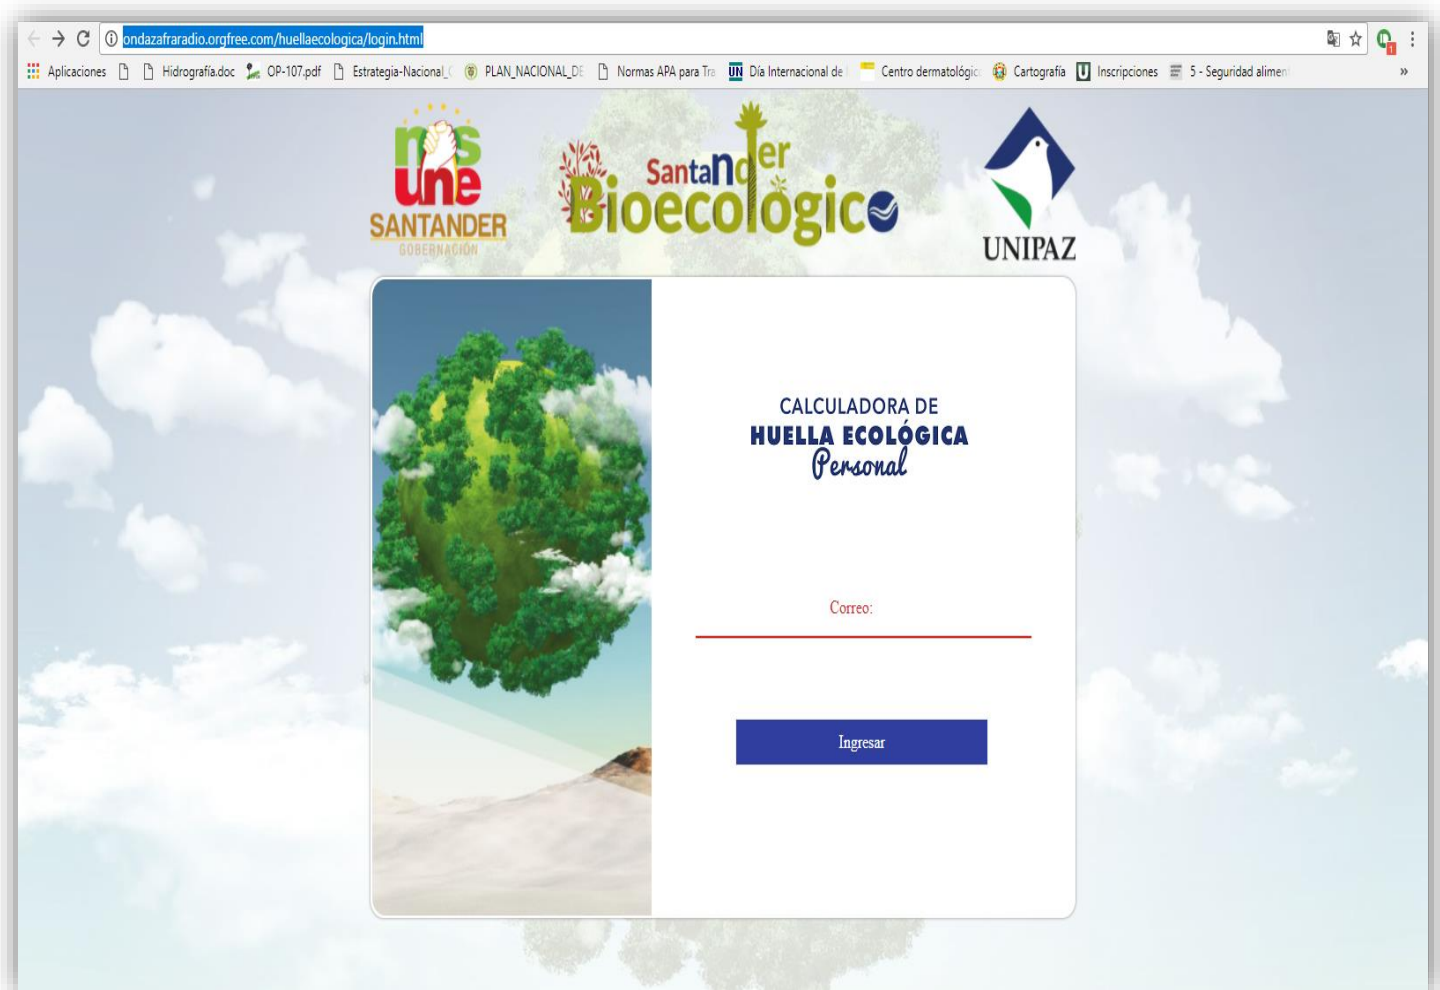 ondazafraradio.orgfree.com/huellaecologica/login.html
Aplicaciones Hidrografía.doc OP-107.pdf Estrategia-Nacional_ PLAN_NACIONAL_DE Normas APA para Tra Día Internacional de Centro dermatológic Cartografía Inscripciones 5 - Seguridad alimen »
nos
une
SANTANDER
GOBERNACIÓN
Santander
Bioecológico
UNIPAZ
CALCULADORA DE
HUELLA ECOLÓGICA
Personal
Correo:
Ingresar